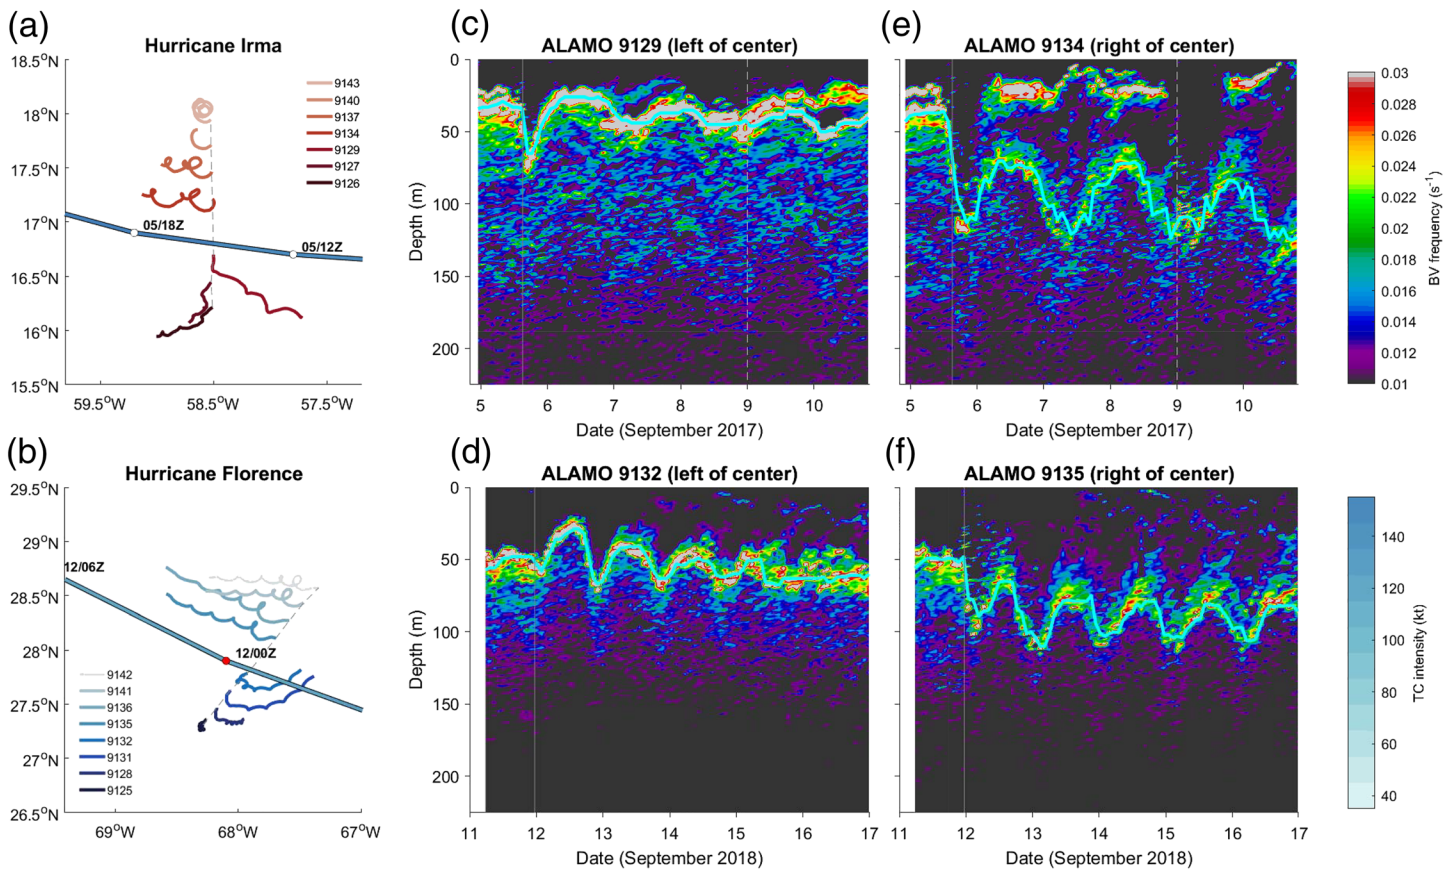 (a)
Hurricane Irma
18.5°N
18°N
17.5°N
17°N
16.5°N
16°N
15.5°N
59.5°W
58.5°W
57.5°W
9143
9140
9137
9134
9129
9127
9126
05/18Z
05/12Z
(c)
ALAMO 9129 (left of center)
Depth (m)
0
50
100
150
200
5
6
7
8
9
10
Date (September 2017)
(e)
ALAMO 9134 (right of center)
5
6
7
8
9
10
Date (September 2017)
0.03
0.028
0.026
0.024
0.022
0.02
0.018
0.016
0.014
0.012
0.01
BV frequency (s⁻¹)
(b)
Hurricane Florence
29.5°N
29°N
28.5°N
28°N
27.5°N
27°N
26.5°N
69°W
68°W
67°W
12/06Z
12/00Z
9142
9141
9136
9135
9132
9131
9128
9125
(d)
ALAMO 9132 (left of center)
Depth (m)
0
50
100
150
200
11
12
13
14
15
16
17
Date (September 2018)
(f)
ALAMO 9135 (right of center)
11
12
13
14
15
16
17
Date (September 2018)
140
120
100
80
60
40
TC intensity (kt)